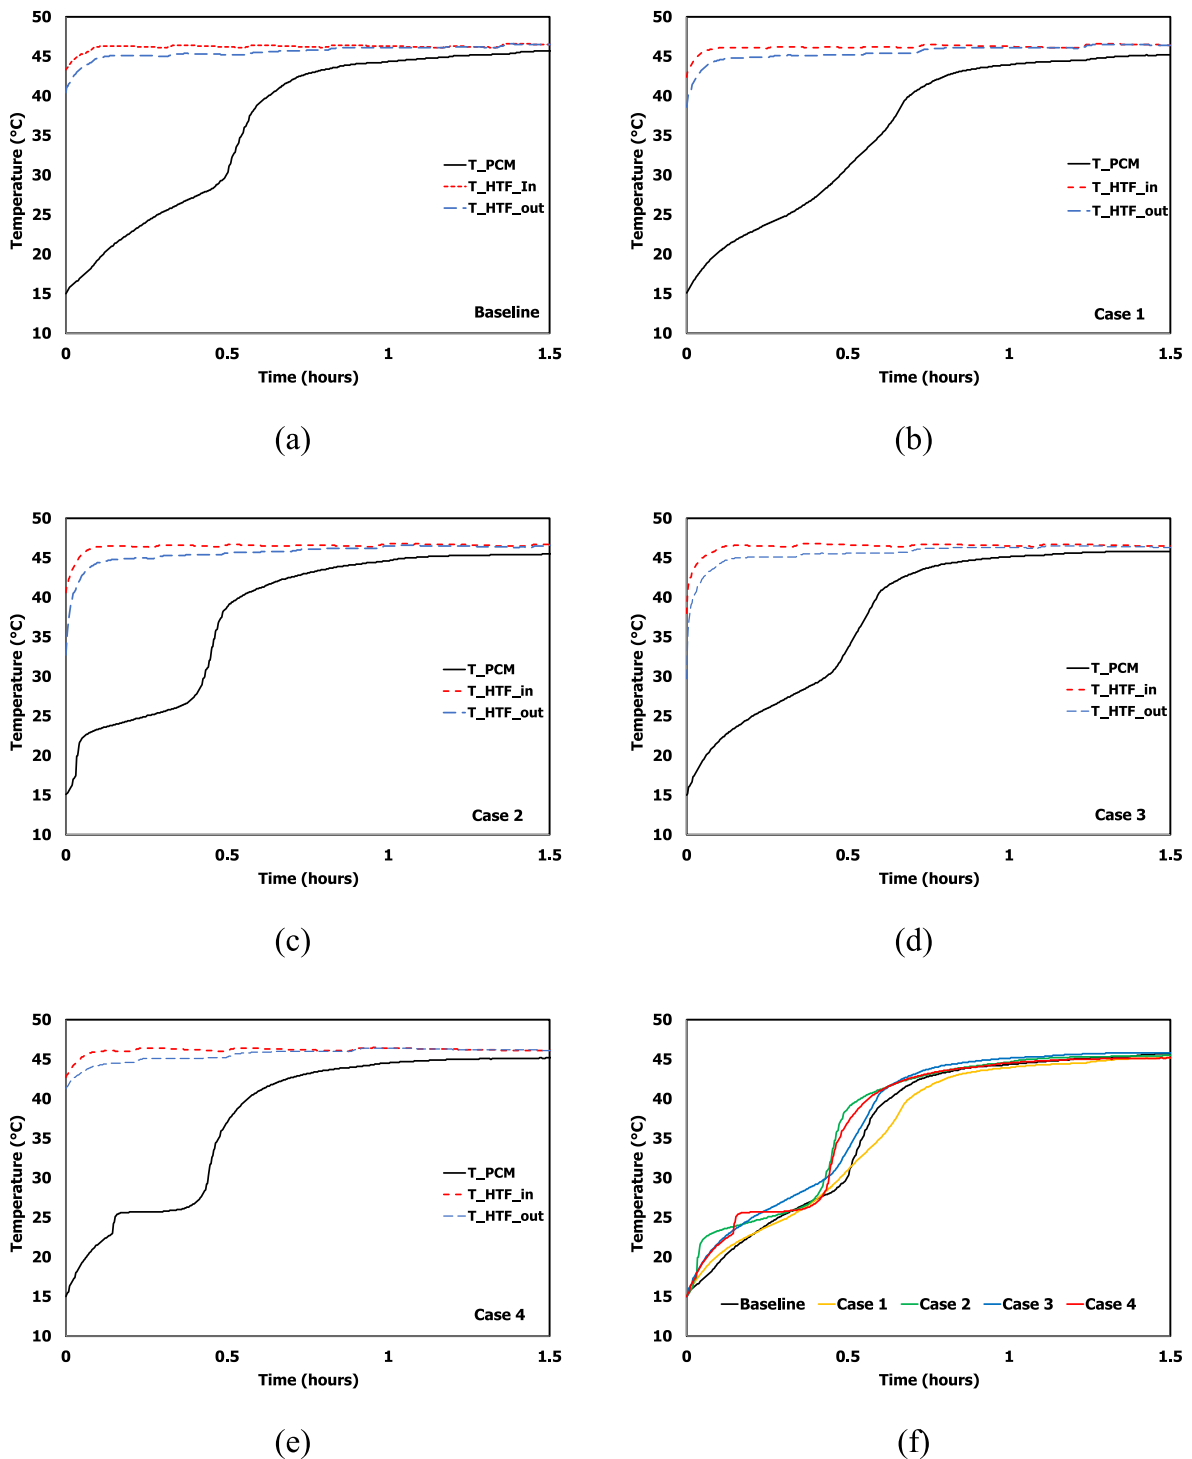 50
45
40
35
30
25
20
15
10
Temperature (°C)
T_PCM
T_HTF_In
T_HTF_out
Baseline
0
0.5
1
1.5
Time (hours)
(a)
50
45
40
35
30
25
20
15
10
Temperature (°C)
T_PCM
T_HTF_in
T_HTF_out
Case 1
0
0.5
1
1.5
Time (hours)
(b)
50
45
40
35
30
25
20
15
10
Temperature (°C)
T_PCM
T_HTF_in
T_HTF_out
Case 2
0
0.5
1
1.5
Time (hours)
(c)
50
45
40
35
30
25
20
15
10
Temperature (°C)
T_PCM
T_HTF_in
T_HTF_out
Case 3
0
0.5
1
1.5
Time (hours)
(d)
50
45
40
35
30
25
20
15
10
Temperature (°C)
T_PCM
T_HTF_in
T_HTF_out
Case 4
0
0.5
1
1.5
Time (hours)
(e)
50
45
40
35
30
25
20
15
10
Temperature (°C)
Baseline Case 1 Case 2 Case 3 Case 4
0
0.5
1
1.5
Time (hours)
(f)